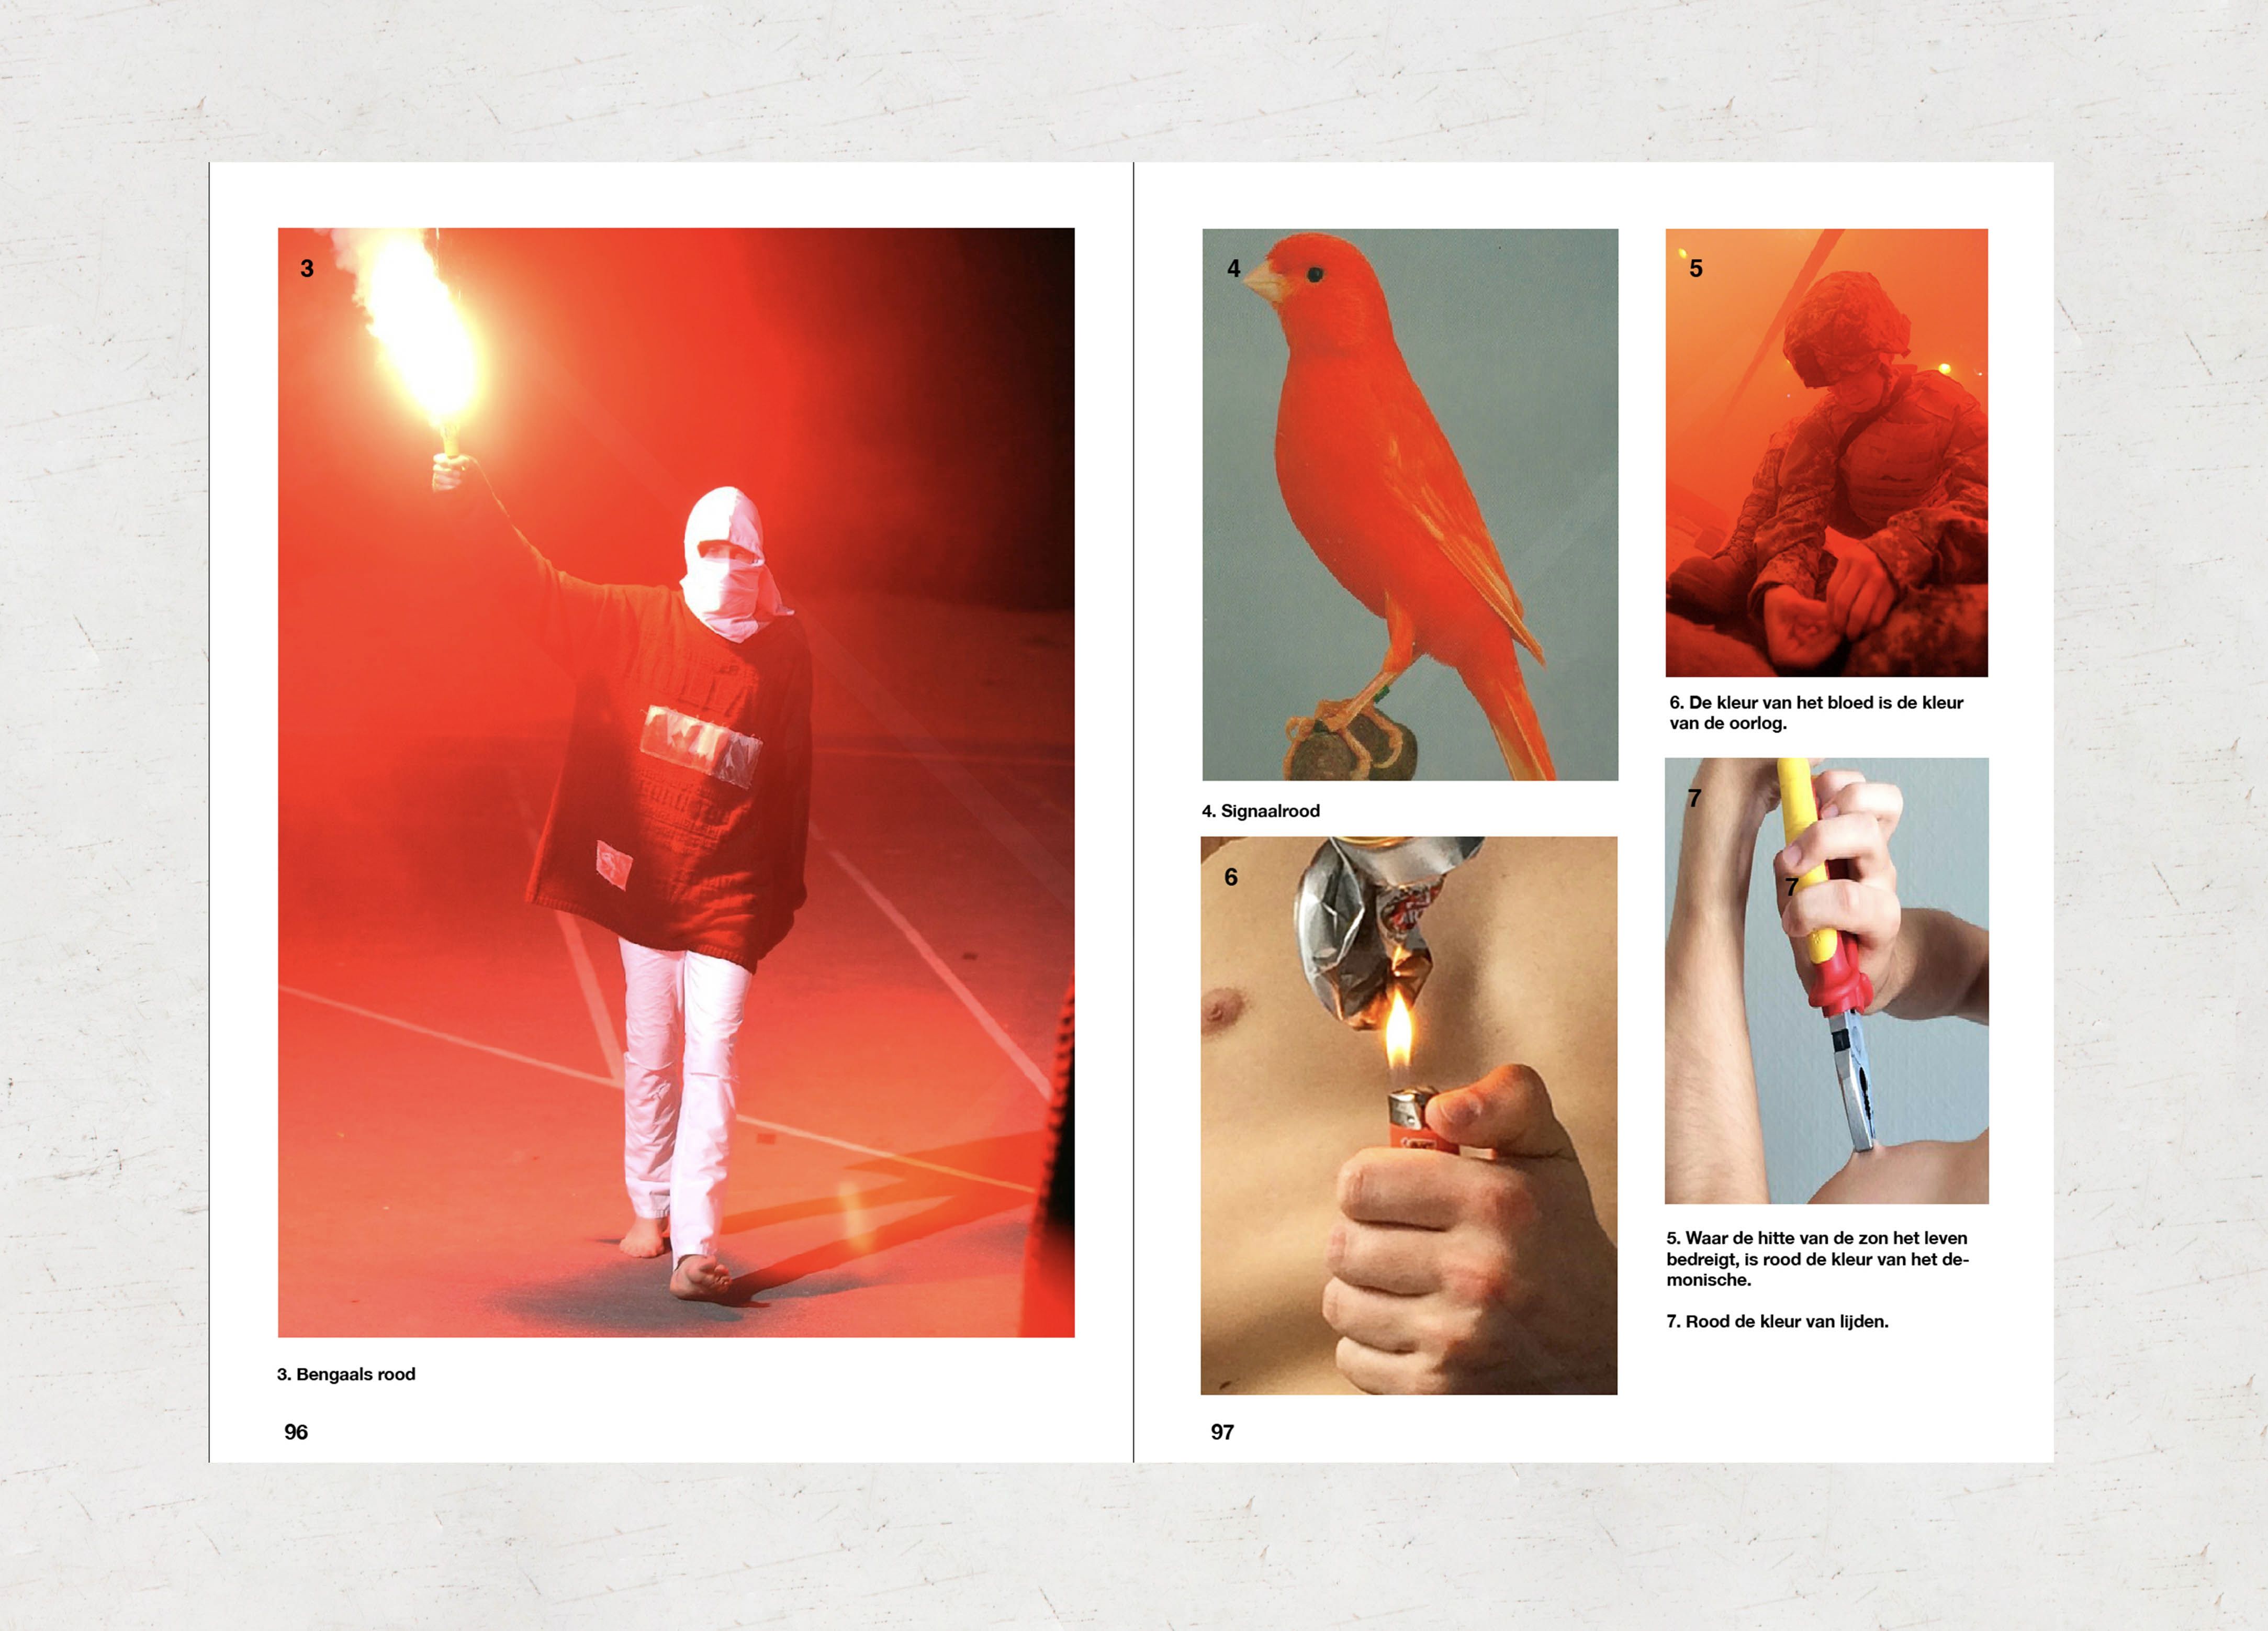 3
3. Bengaals rood
96
4
4. Signaalrood
6
97
5
6. De kleur van het bloed is de kleur
van de oorlog.
7
7
5. Waar de hitte van de zon het leven
bedreigt, is rood de kleur van het de-
monische.
7. Rood de kleur van lijden.